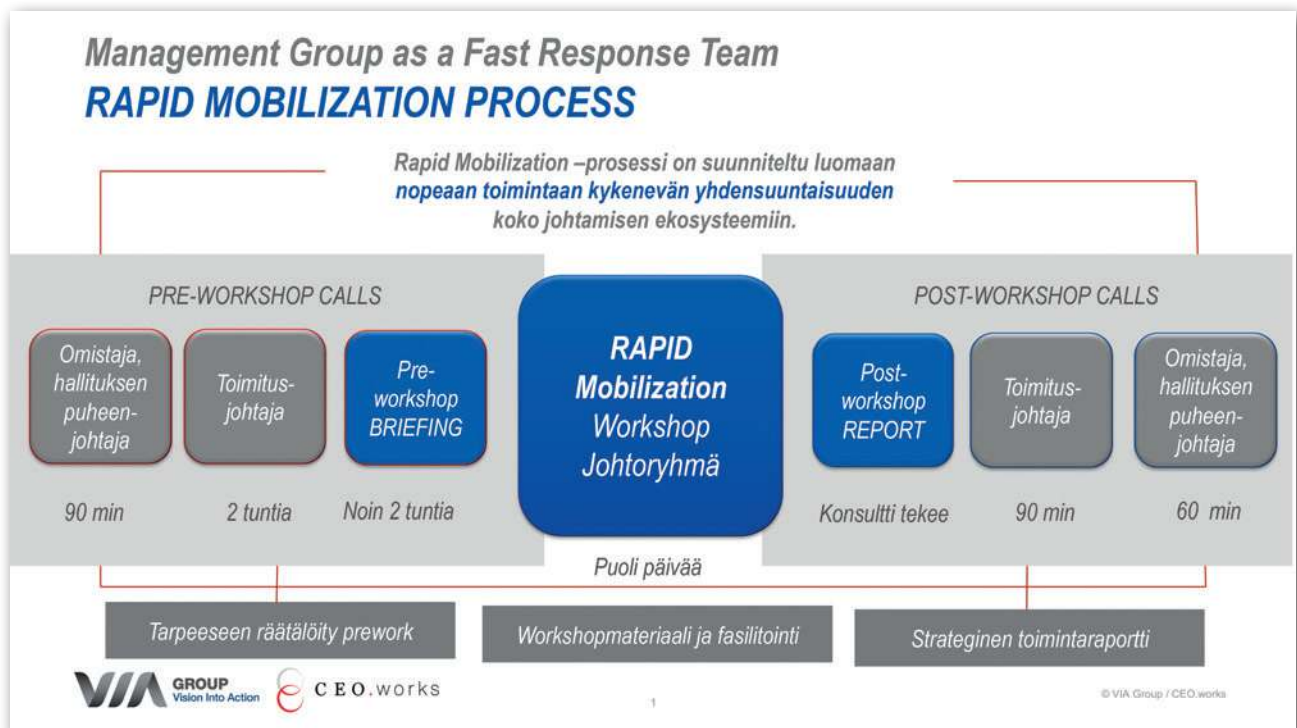 Management Group as a Fast Response Team
RAPID MOBILIZATION PROCESS
Rapid Mobilization –prosessi on suunniteltu luomaan
nopeaan toimintaan kykenevän yhdensuuntaisuuden
koko johtamisen ekosysteemiin.
PRE-WORKSHOP CALLS
Omistaja,
hallituksen
puheen-
johtaja
90 min
Toimitus-
johtaja
2 tuntia
Pre-
workshop
BRIEFING
Noin 2 tuntia
RAPID
Mobilization
Workshop
Johtoryhmä
Puoli päivää
POST-WORKSHOP CALLS
Post-
workshop
REPORT
Konsultti tekee
Toimitus-
johtaja
90 min
Omistaja,
hallituksen
puheen-
johtaja
60 min
Tarpeeseen räätälöity prework
Workshopmateriaali ja fasilitointi
Strateginen toimintaraportti
VIA GROUP
Vision Into Action
CEO.works
1
© VIA Group / CEO.works